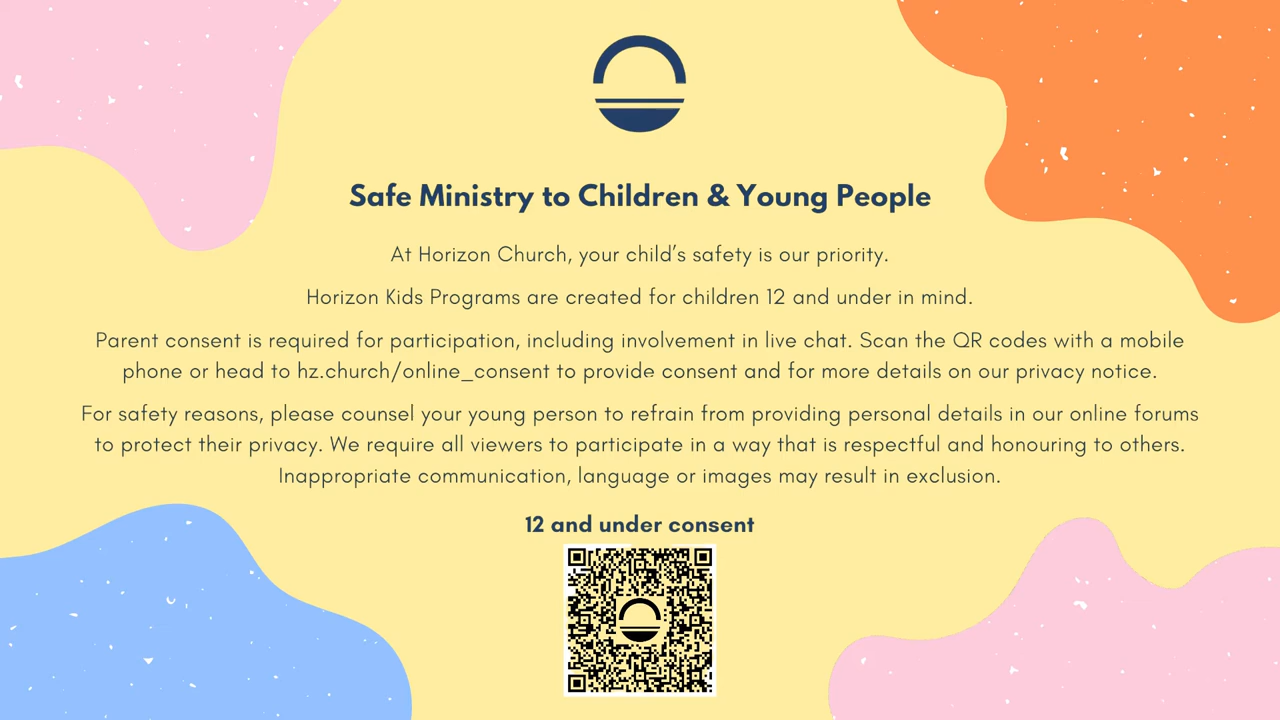 Safe Ministry to Children & Young People
At Horizon Church, your child's safety is our priority.
Horizon Kids Programs are created for children 12 and under in mind.
Parent consent is required for participation, including involvement in live chat. Scan the QR codes with a mobile
phone or head to hz.church/online_consent to provide consent and for more details on our privacy notice.
For safety reasons, please counsel your young person to refrain from providing personal details in our online forums
to protect their privacy. We require all viewers to participate in a way that is respectful and honouring to others.
Inappropriate communication, language or images may result in exclusion.
12 and under consent